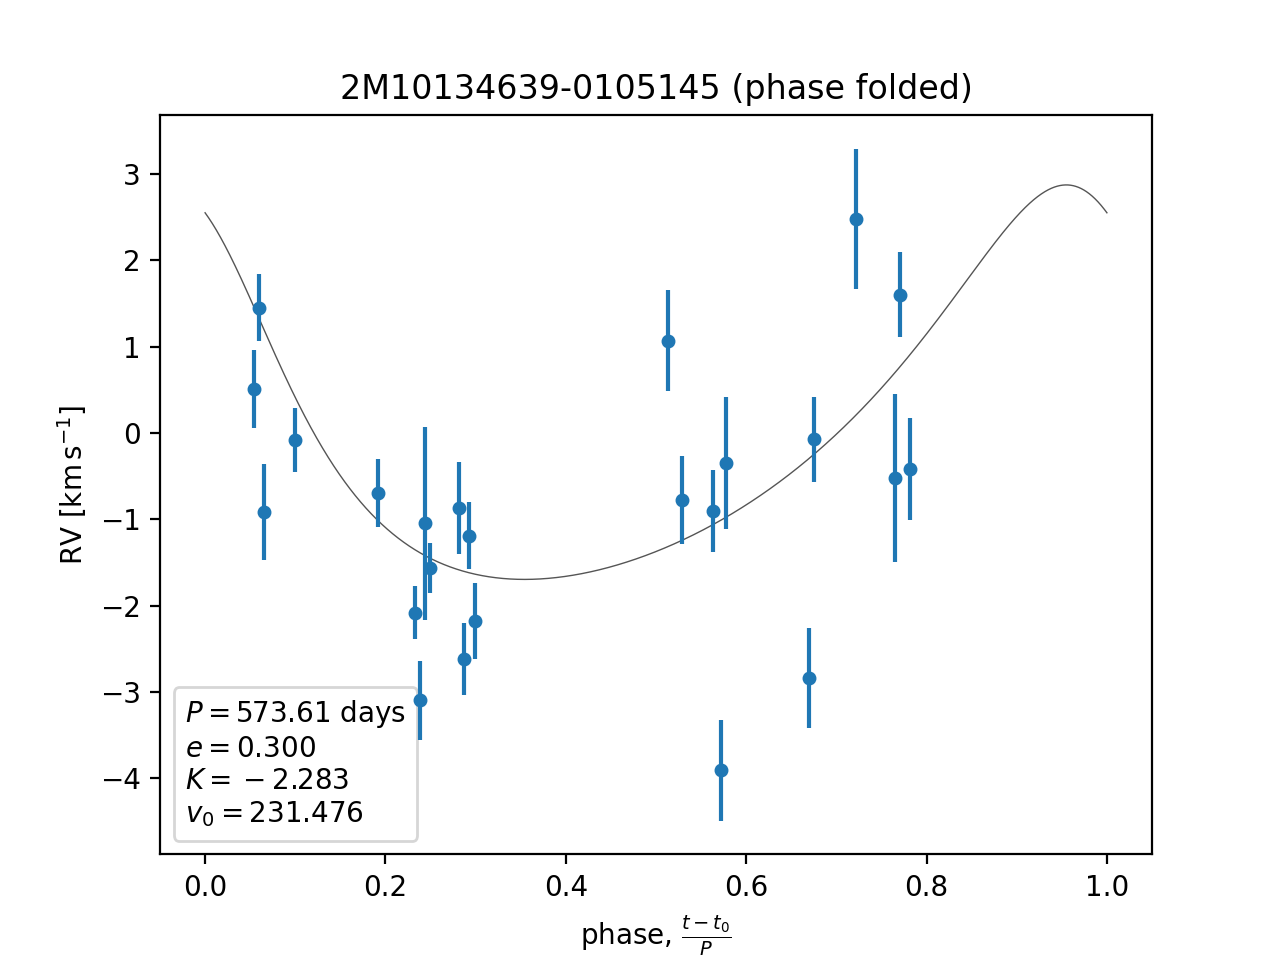 2M10134639-0105145 (phase folded)
RV [km s⁻¹]
3
2
1
0
−1
−2
−3
−4
P = 573.61 days
e = 0.300
K = −2.283
v₀ = 231.476
0.0 0.2 0.4 0.6 0.8 1.0
phase, \frac{t − t₀}{P}